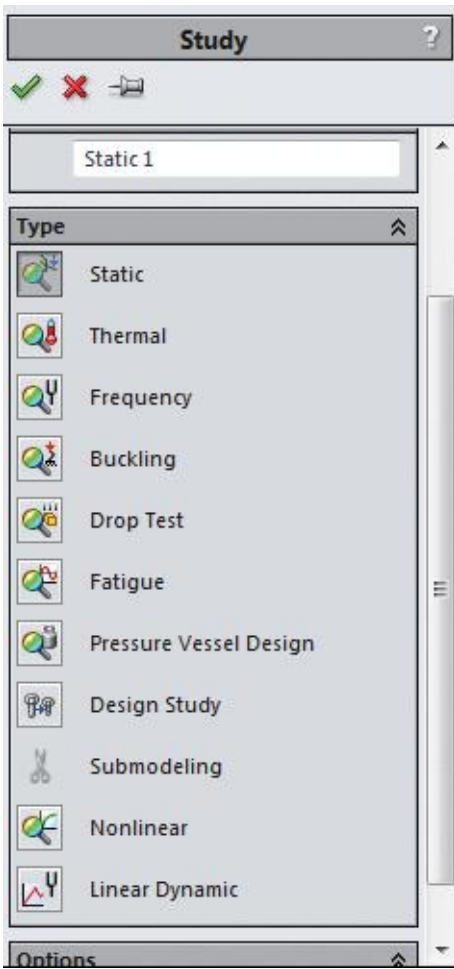 Study ?
Static 1
Type
Static
Thermal
Frequency
Buckling
Drop Test
Fatigue
Pressure Vessel Design
Design Study
Submodeling
Nonlinear
Linear Dynamic
Options